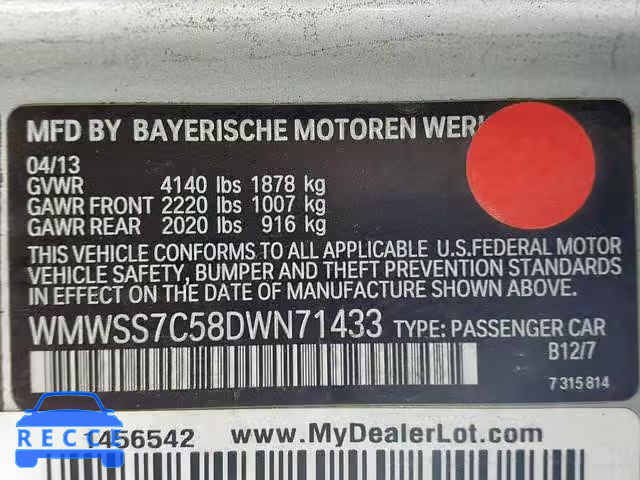 MFD BY BAYERISCHE MOTOREN WER
04/13
GVWR 4140 lbs 1878 kg
GAWR FRONT 2220 lbs 1007 kg
GAWR REAR 2020 lbs 916 kg
THIS VEHICLE CONFORMS TO ALL APPLICABLE U.S.FEDERAL MOTOR
VEHICLE SAFETY, BUMPER AND THEFT PREVENTION STANDARDS
IN EFFECT ON THE DATE OF MANUFACTURE SHOWN ABOVE.
WMWSS7C58DWN71433 TYPE: PASSENGER CAR
B12/7
7 315 814
1456542 www.MyDealerLot.com
RECCE